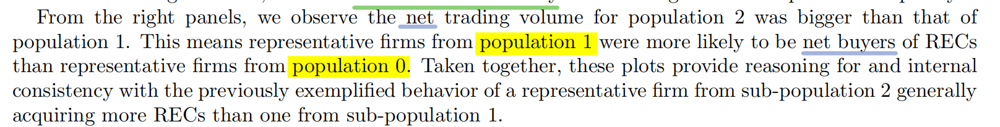 From the right panels, we observe the net trading volume for population 2 was bigger than that of
population 1. This means representative firms from population 1 were more likely to be net buyers of RECs
than representative firms from population 0. Taken together, these plots provide reasoning for and internal
consistency with the previously exemplified behavior of a representative firm from sub-population 2 generally
acquiring more RECs than one from sub-population 1.